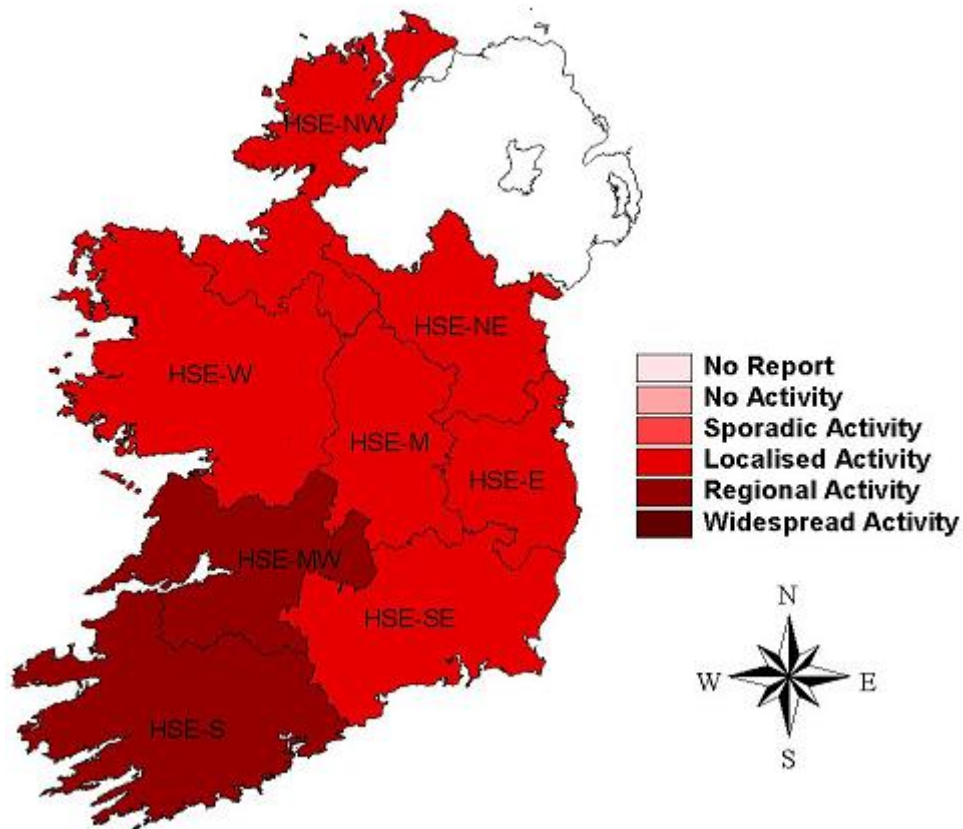 HSE-NW
HSE-NE
HSE-W
HSE-M
HSE-E
HSE-MW
HSE-SE
HSE-S
No Report
No Activity
Sporadic Activity
Localised Activity
Regional Activity
Widespread Activity
N
W E
S